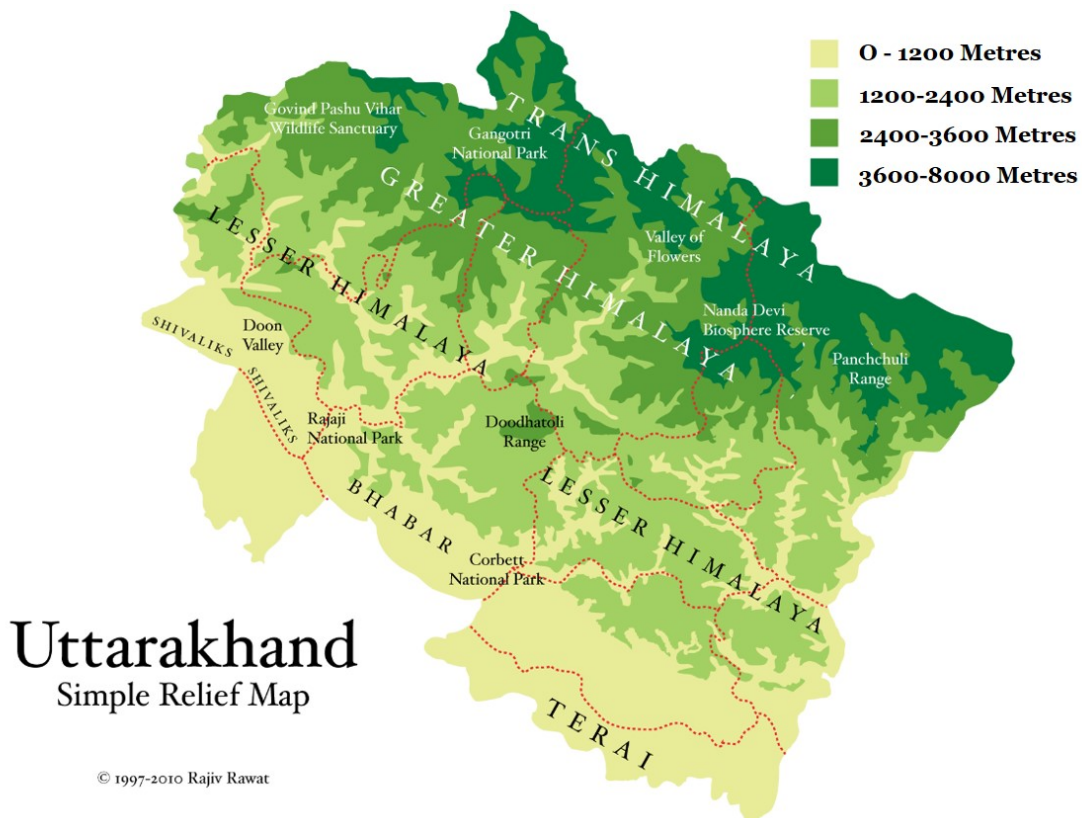 O - 1200 Metres
1200-2400 Metres
2400-3600 Metres
3600-8000 Metres
TRANS HIMALAYA
Govind Pashu Vihar
Wildlife Sanctuary
Gangotri
National Park
GREATER HIMALAYA
LESSER HIMALAYA
Valley of
Flowers
Nanda Devi
Biosphere Reserve
Panchchuli
Range
SHIVALIKS
Doon
Valley
SHIVALIKS
Rajaji
National Park
Doodhatoli
Range
BHABAR
LESSER HIMALAYA
Corbett
National Park
TERAI
Uttarakhand
Simple Relief Map
© 1997-2010 Rajiv Rawat